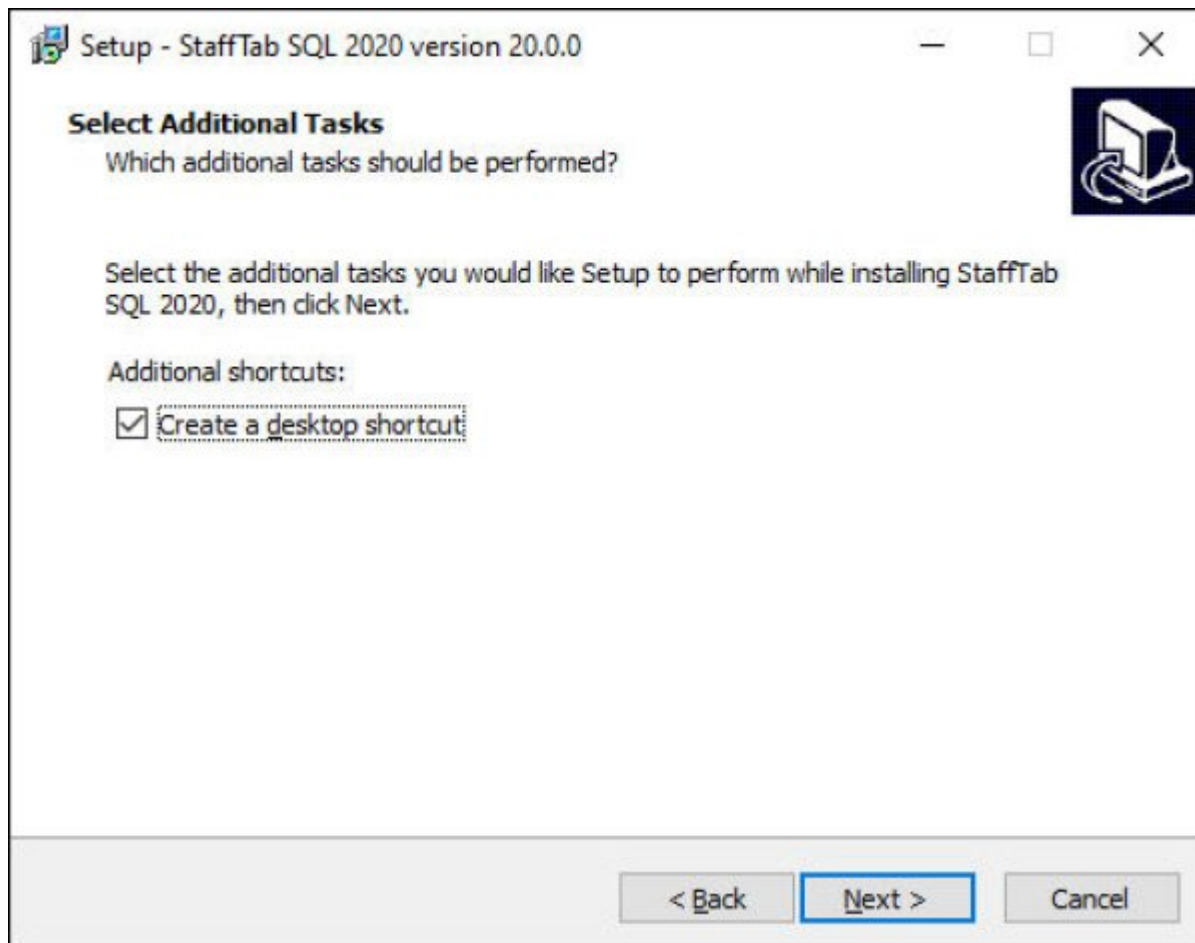 Setup - StaffTab SQL 2020 version 20.0.0
Select Additional Tasks
Which additional tasks should be performed?
Select the additional tasks you would like Setup to perform while installing StaffTab
SQL 2020, then click Next.
Additional shortcuts:
Create a desktop shortcut
< Back
Next >
Cancel